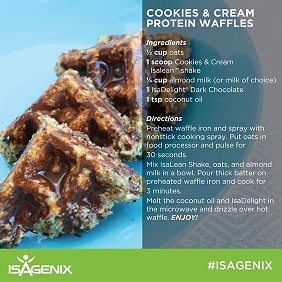 COOKIES & CREAM
PROTEIN WAFFLES
Ingredients
½ cup oats
1 scoop Cookies & Cream
Isalean™ shake
¼ cup almond milk (or milk of choice)
1 IsaDelight® Dark Chocolate
1 tsp coconut oil
Directions
Preheat waffle iron and spray with
nonstick cooking spray. Put oats in
food processor and pulse for
30 seconds.
Mix IsaLean Shake, oats, and almond
milk in a bowl. Pour thick batter on
preheated waffle iron and cook for
3 minutes.
Melt the coconut oil and IsaDelight in
the microwave and drizzle over hot
waffle. ENJOY!
ISAGENIX
#ISAGENIX